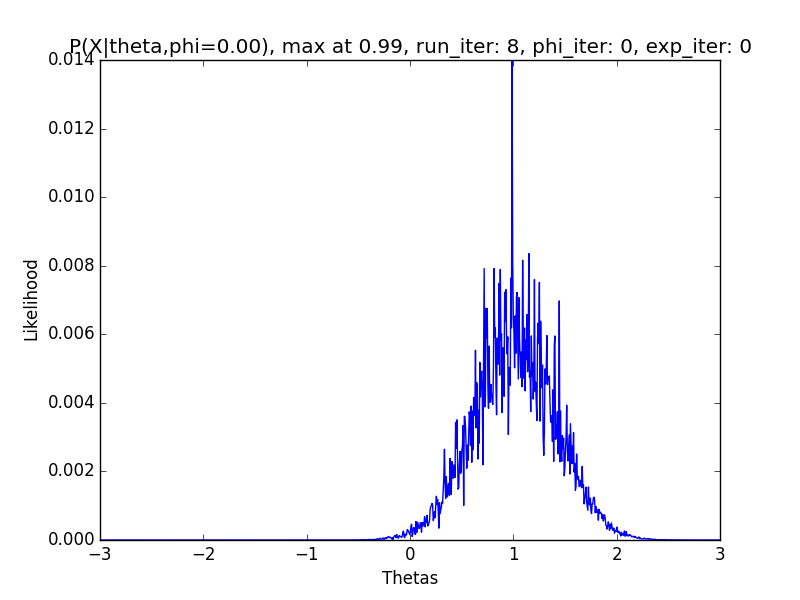 P(X|theta,phi=0.00), max at 0.99, run_iter: 8, phi_iter: 0, exp_iter: 0
0.014
0.012
0.010
0.008
0.006
0.004
0.002
0.000
Likelihood
−3 −2 −1 0 1 2 3
Thetas